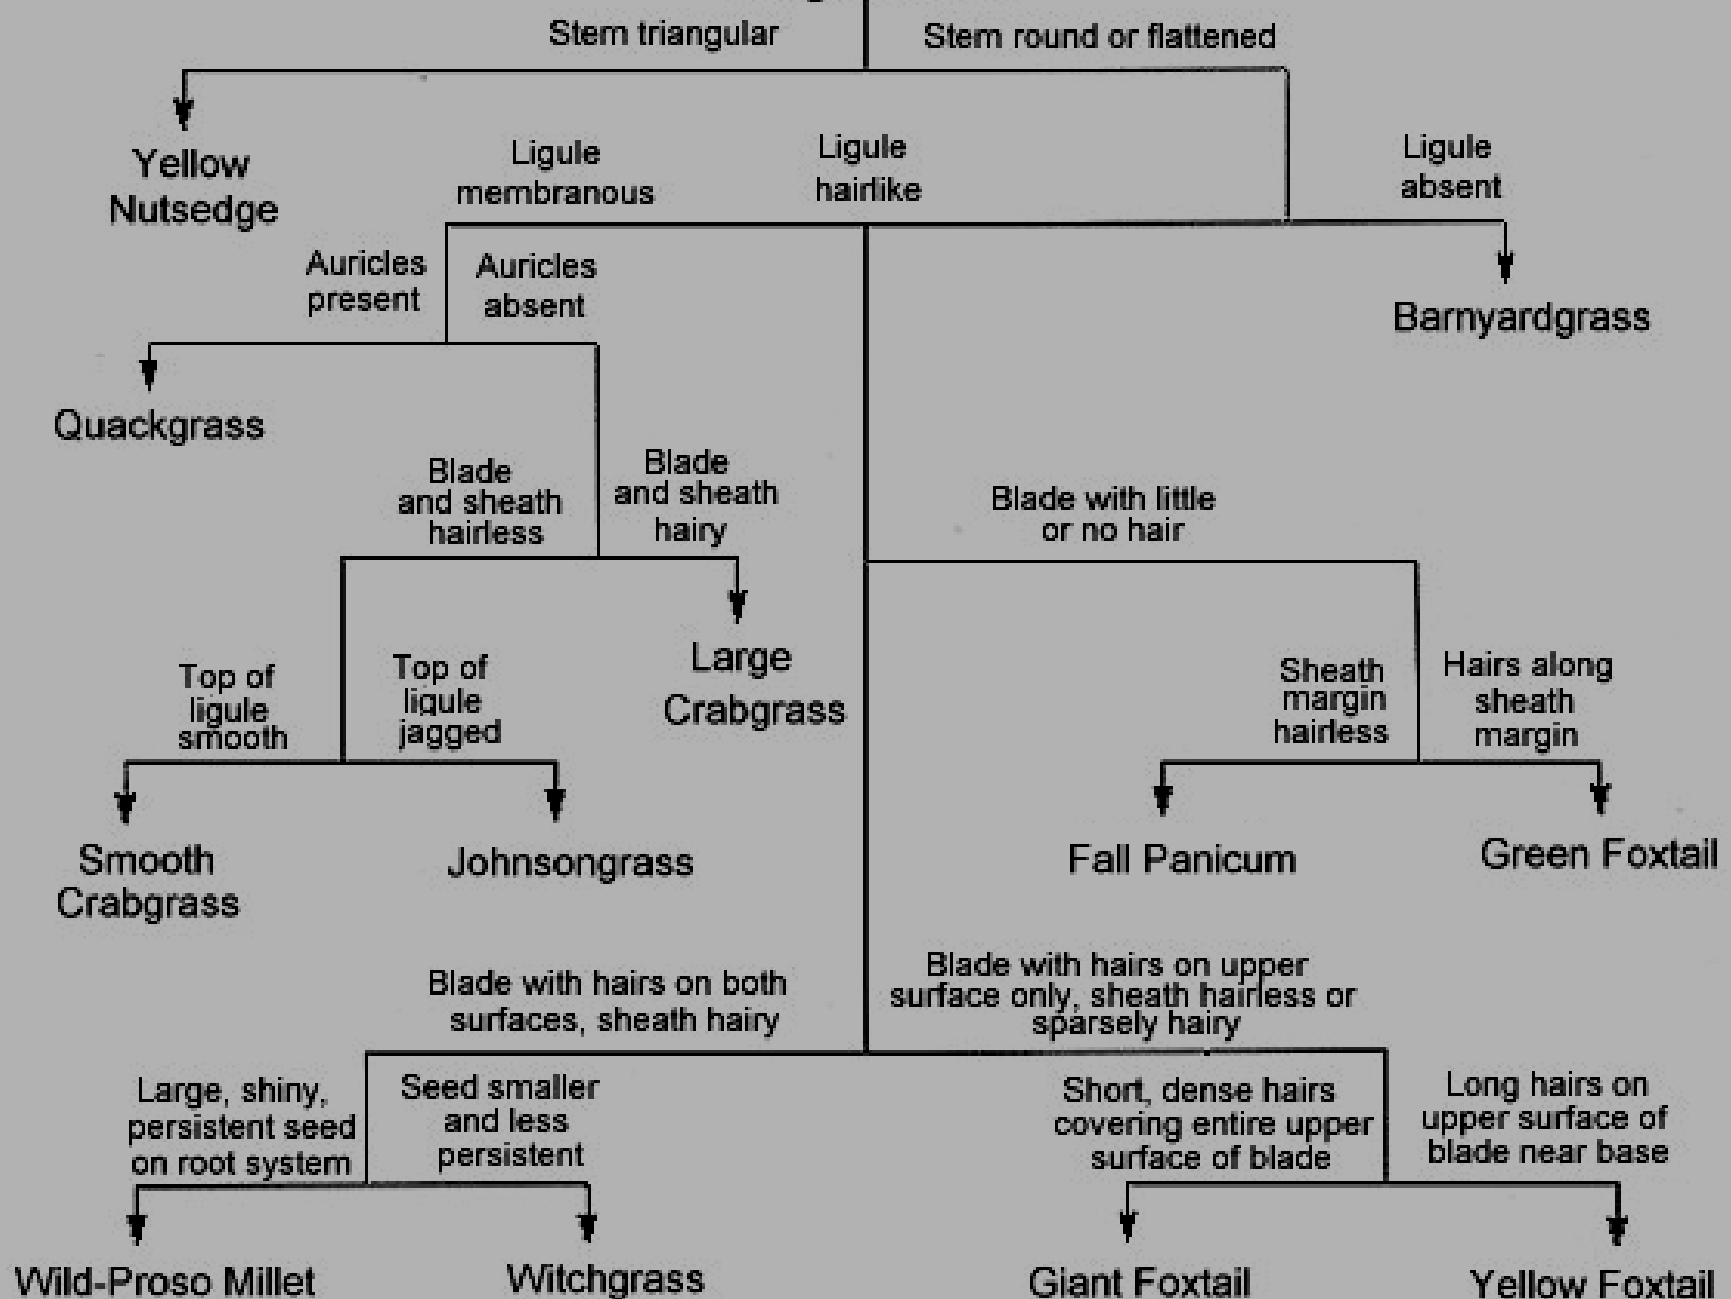 Stem triangular
Stem round or flattened
Yellow
Nutsedge
Ligule
membranous
Ligule
hairlike
Ligule
absent
Auricles
present
Auricles
absent
Barnyardgrass
Quackgrass
Blade
and sheath
hairless
Blade
and sheath
hairy
Blade with little
or no hair
Large
Crabgrass
Top of
ligule
smooth
Top of
ligule
jagged
Sheath
margin
hairless
Hairs along
sheath
margin
Smooth
Crabgrass
Johnsongrass
Fall Panicum
Green Foxtail
Blade with hairs on both
surfaces, sheath hairy
Blade with hairs on upper
surface only, sheath hairless or
sparsely hairy
Large, shiny,
persistent seed
on root system
Seed smaller
and less
persistent
Short, dense hairs
covering entire upper
surface of blade
Long hairs on
upper surface of
blade near base
Wild-Proso Millet
Witchgrass
Giant Foxtail
Yellow Foxtail